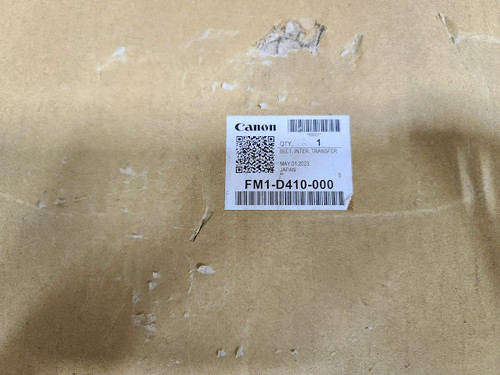 Canon
QTY. 1
BELT, INTER. TRANSFER
MAY.01.2023
JAPAN
FM1-D410-000